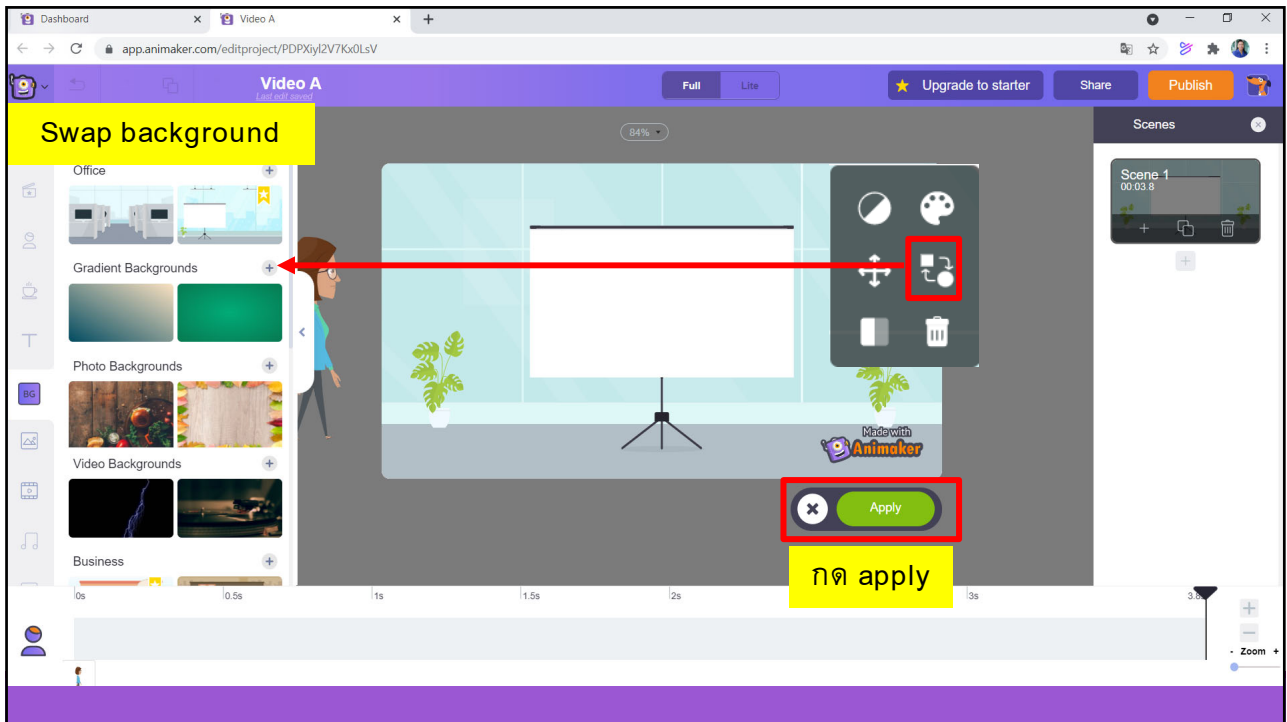 Dashboard
Video A
app.animaker.com/editproject/PDPXiyl2V7Kx0LsV
Video A
Last edit saved
Full
Lite
Upgrade to starter
Share
Publish
Swap background
84%
Scenes
Office
Scene 1
00:03.8
Gradient Backgrounds
Photo Backgrounds
BG
Made with
Animaker
Video Backgrounds
Apply
Business
กด apply
0s
0.5s
1s
1.5s
2s
3s
- Zoom +